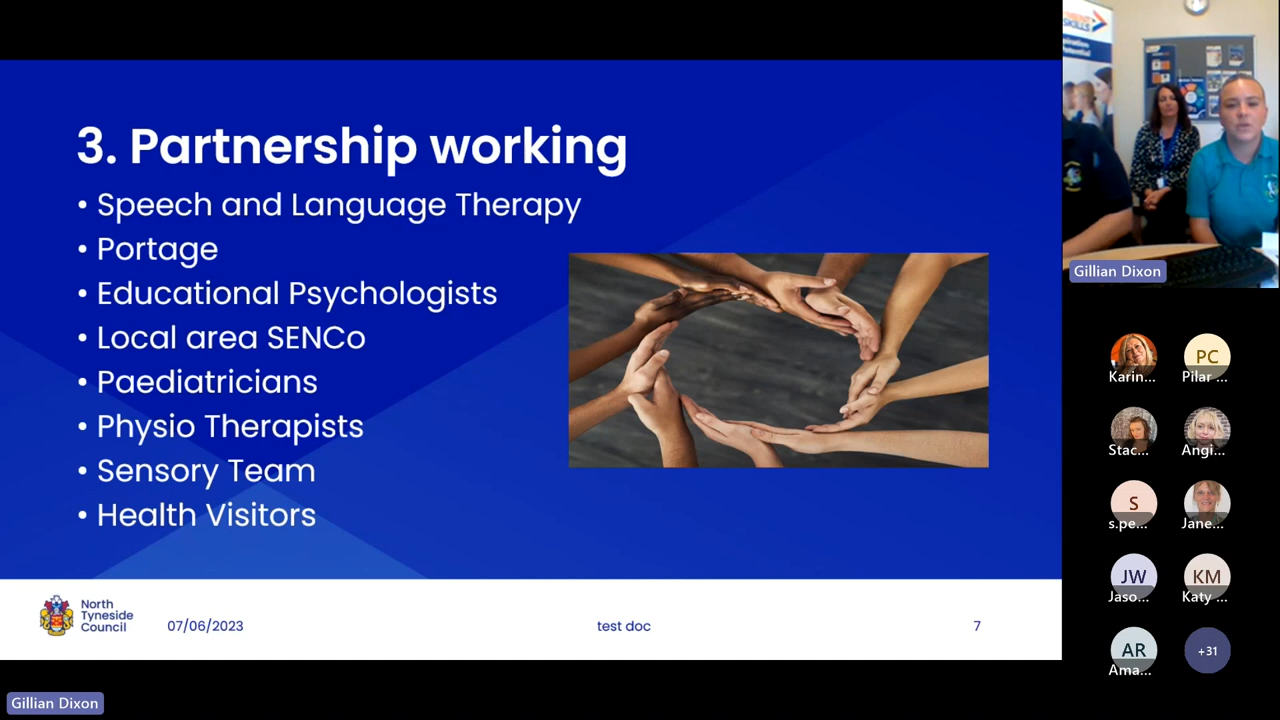 3. Partnership working
• Speech and Language Therapy
• Portage
• Educational Psychologists
• Local area SENCo
• Paediatricians
• Physio Therapists
• Sensory Team
• Health Visitors
North
Tyneside
Council
07/06/2023
test doc
7
SKILLS
Gillian Dixon
Karin...
PC
Pilar ...
Stac...
Angi...
S
s.pe...
Jane...
JW
Jaso...
KM
Katy ...
AR
Ama...
+31
Gillian Dixon